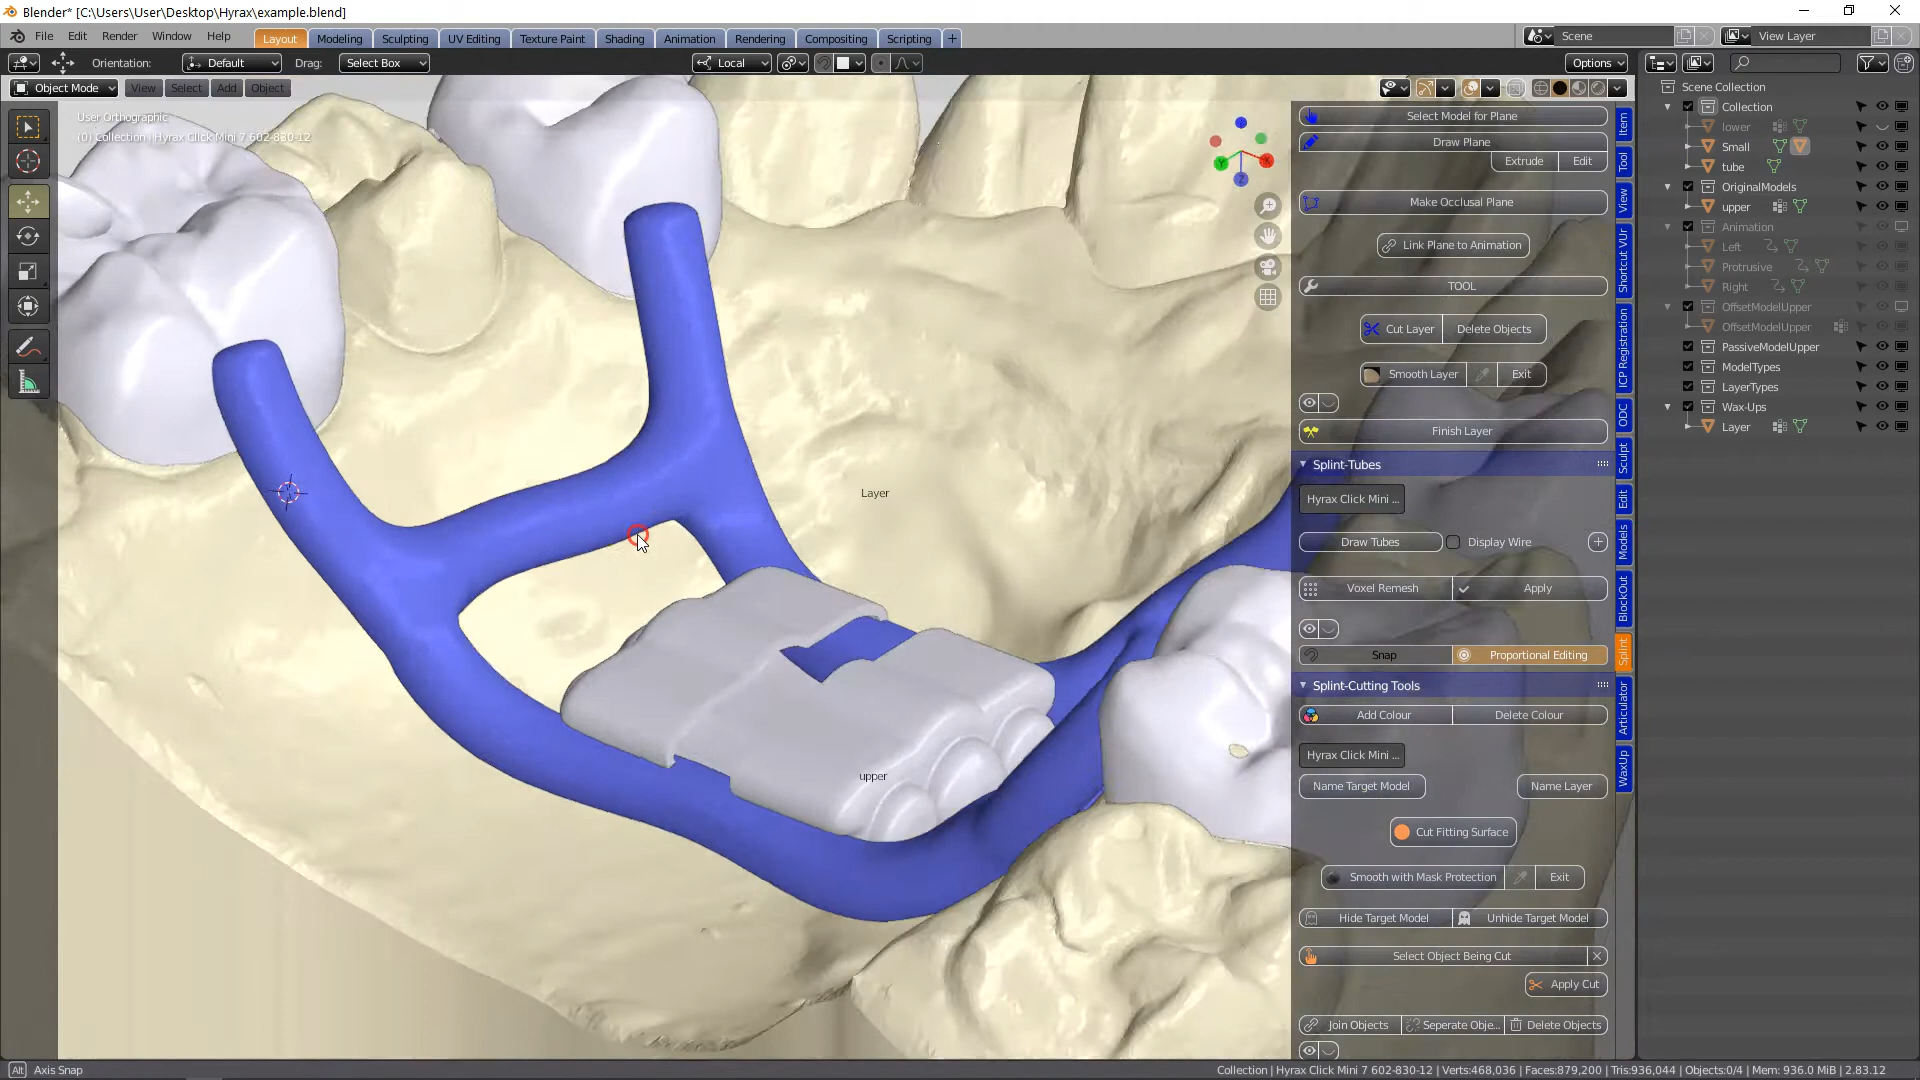 Blender* [C:\Users\User\Desktop\Hyrax\example.blend]
File Edit Render Window Help Layout Modeling Sculpting UV Editing Texture Paint Shading Animation Rendering Compositing Scripting + Scene View Layer
Orientation: Default Drag: Select Box Local Options
Object Mode View Select Add Object
User Orthographic
(0) Collection | Hyrax Click Mini 7 602-830-12
X
Y
Z
Layer
upper
Select Model for Plane
Draw Plane
Extrude Edit
Make Occlusal Plane
Link Plane to Animation
TOOL
Cut Layer Delete Objects
Smooth Layer Exit
Finish Layer
Splint-Tubes
Hyrax Click Mini ...
Draw Tubes Display Wire
Voxel Remesh Apply
Snap Proportional Editing
Splint-Cutting Tools
Add Colour Delete Colour
Hyrax Click Mini ...
Name Target Model Name Layer
Cut Fitting Surface
Smooth with Mask Protection Exit
Hide Target Model Unhide Target Model
Select Object Being Cut
Apply Cut
Join Objects Seperate Obje... Delete Objects
Item
Tool
View
Shortcut VUr
ICP Registration
ODC
Sculpt
Edit
Models
BlockOut
Splint
Articulator
WaxUp
Scene Collection
Collection
lower
Small
tube
OriginalModels
upper
Animation
Left
Protrusive
Right
OffsetModelUpper
OffsetModelUpper
PassiveModelUpper
ModelTypes
LayerTypes
Wax-Ups
Layer
Alt Axis Snap
Collection | Hyrax Click Mini 7 602-830-12 | Verts:468,036 | Faces:879,200 | Tris:936,044 | Objects:0/4 | Mem: 936.0 MiB | 2.83.12